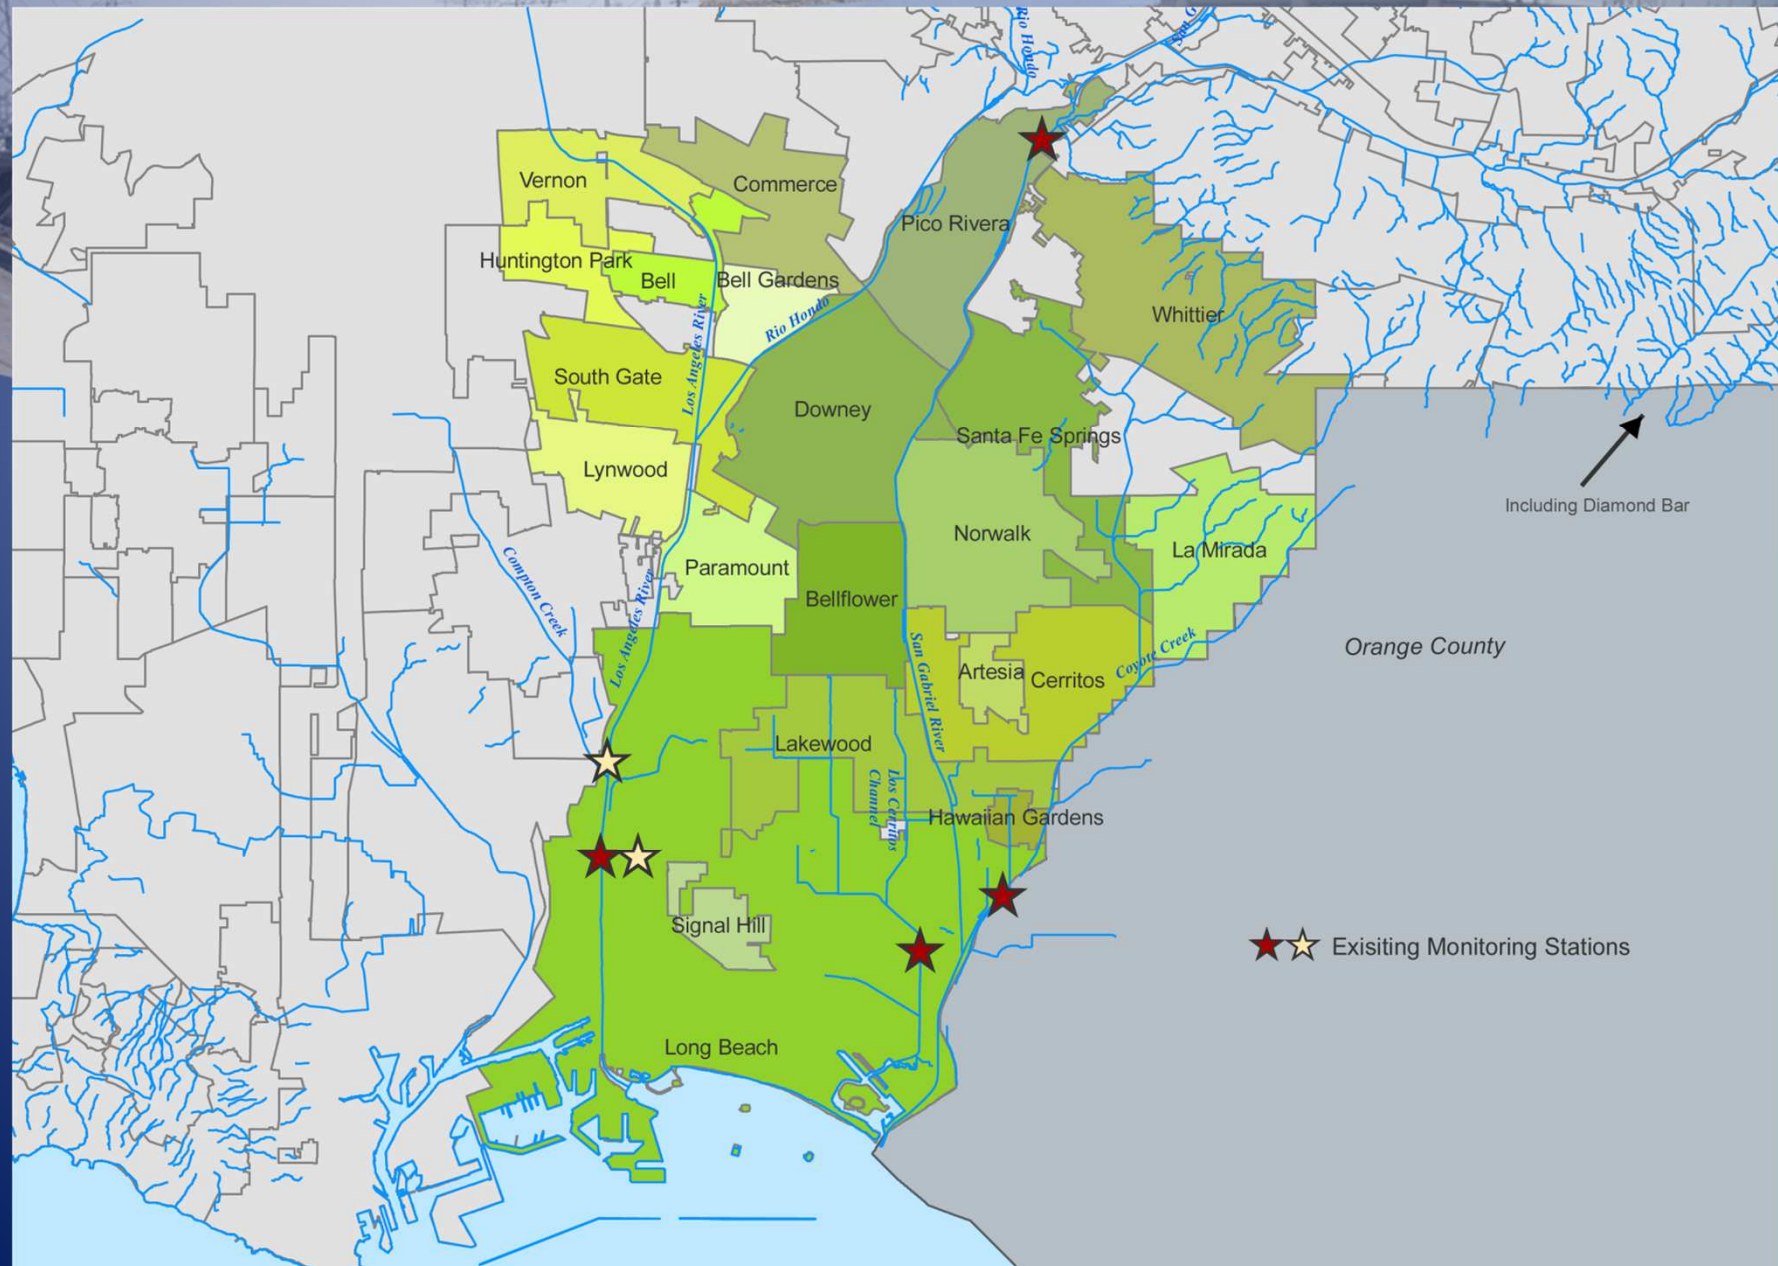 Rio Hondo
San G
Vernon
Commerce
Pico Rivera
Huntington Park
Bell
Bell Gardens
Los Angeles River
Rio Hondo
Whittier
South Gate
Downey
Santa Fe Springs
Lynwood
Including Diamond Bar
Norwalk
La Mirada
Paramount
Compton Creek
Bellflower
Los Angeles River
San Gabriel River
Artesia
Cerritos
Coyote Creek
Orange County
Lakewood
Los Cerritos
Channel
Hawaiian Gardens
Signal Hill
Exisiting Monitoring Stations
Long Beach